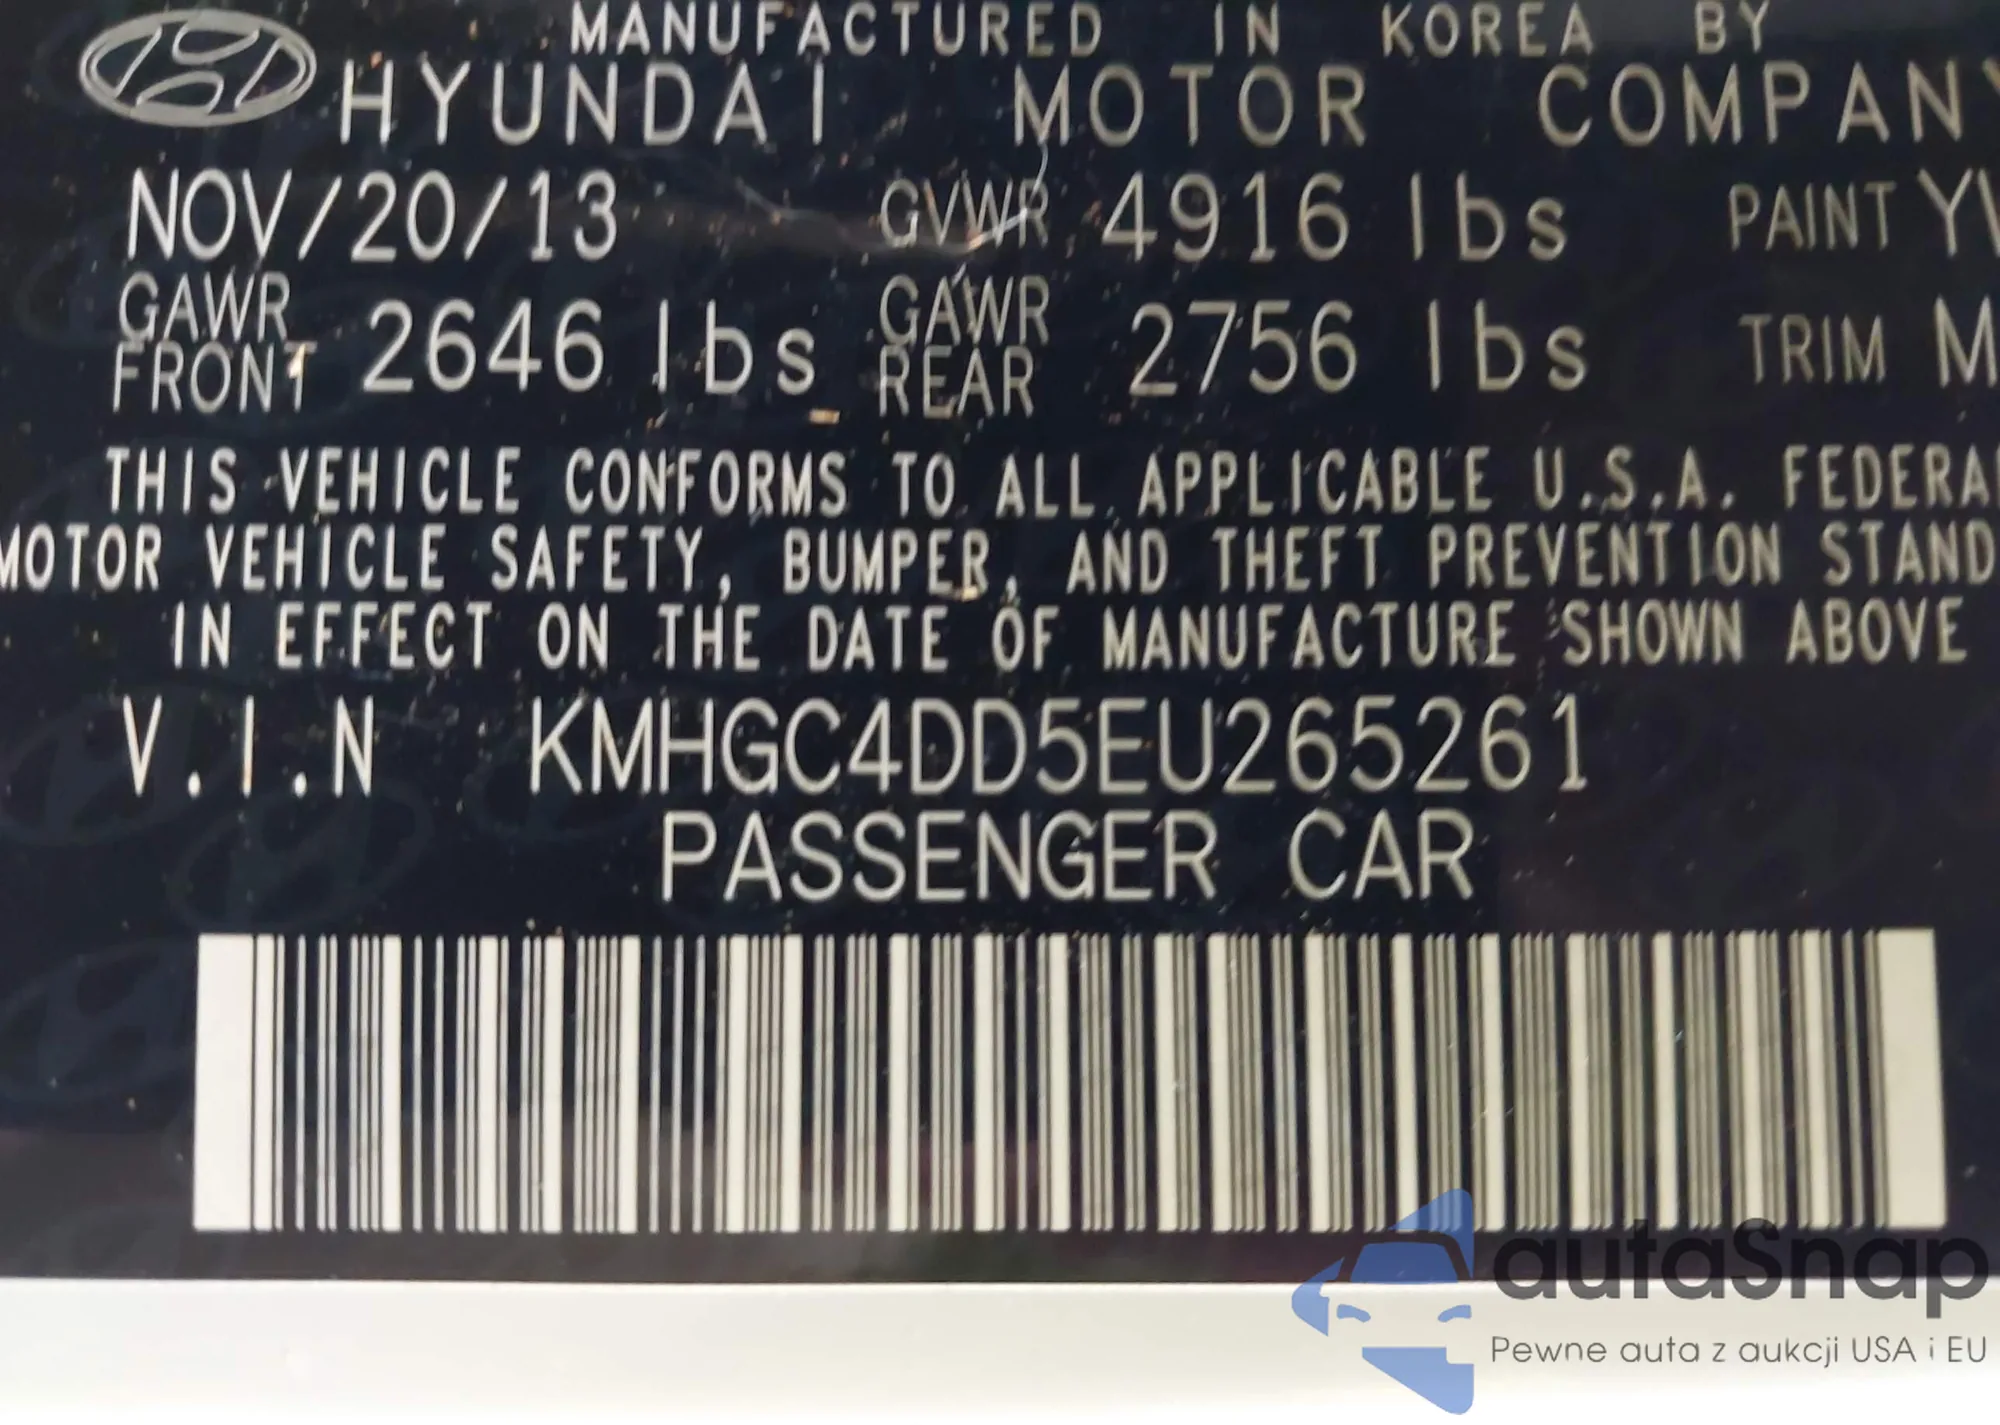 MANUFACTURED IN KOREA BY
HYUNDAI MOTOR COMPANY
NOV/20/13 GVWR 4916 lbs PAINT
GAWR FRONT 2646 lbs GAWR REAR 2756 lbs TRIM
THIS VEHICLE CONFORMS TO ALL APPLICABLE U.S.A. FEDERAL
MOTOR VEHICLE SAFETY, BUMPER, AND THEFT PREVENTION STAND
IN EFFECT ON THE DATE OF MANUFACTURE SHOWN ABOVE
V.I.N KMHGC4DD5EU265261
PASSENGER CAR
autaSnap
Pewne auta z aukcji USA i EU